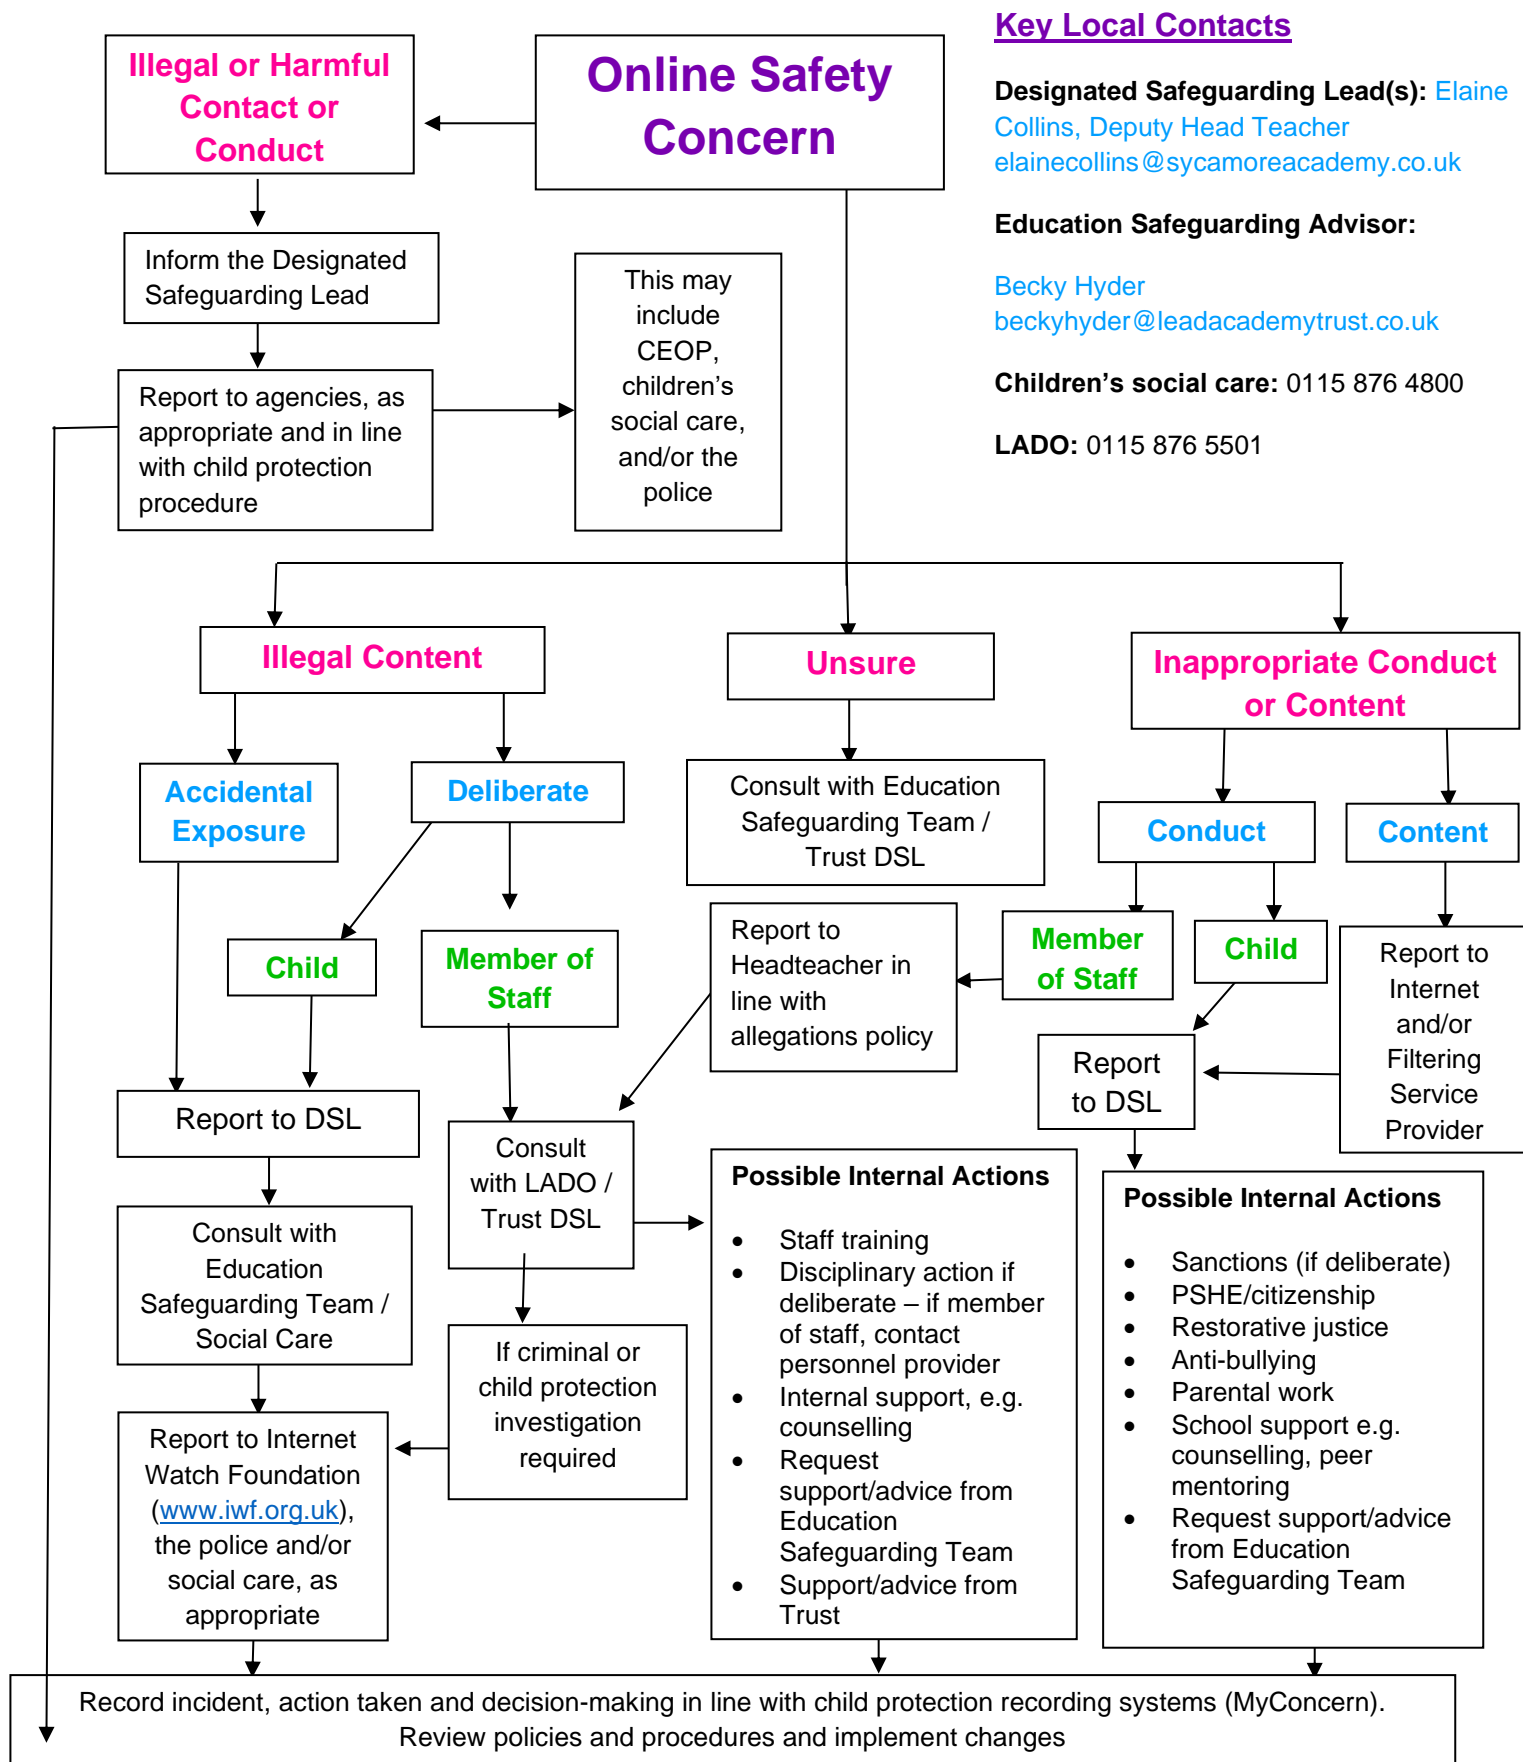 Key Local Contacts
Illegal or Harmful
Contact or
Conduct
Online Safety
Concern
Designated Safeguarding Lead(s): Elaine
Collins, Deputy Head Teacher
elainecollins@sycamoreacademy.co.uk
Education Safeguarding Advisor:
Becky Hyder
beckyhyder@leadacademytrust.co.uk
Children's social care: 0115 876 4800
LADO: 0115 876 5501
Inform the Designated
Safeguarding Lead
This may
include
CEOP,
children's
social care,
and/or the
police
Report to agencies, as
appropriate and in line
with child protection
procedure
Illegal Content
Unsure
Inappropriate Conduct
or Content
Accidental
Exposure
Deliberate
Consult with Education
Safeguarding Team /
Trust DSL
Conduct
Content
Child
Member of
Staff
Report to
Headteacher in
line with
allegations policy
Member
of Staff
Child
Report to
Internet
and/or
Filtering
Service
Provider
Report
to DSL
Report to DSL
Consult
with LADO /
Trust DSL
Consult with
Education
Safeguarding Team /
Social Care
If criminal or
child protection
investigation
required
Report to Internet
Watch Foundation
(www.iwf.org.uk),
the police and/or
social care, as
appropriate
Possible Internal Actions
• Staff training
• Disciplinary action if
deliberate – if member
of staff, contact
personnel provider
• Internal support, e.g.
counselling
• Request
support/advice from
Education
Safeguarding Team
• Support/advice from
Trust
Possible Internal Actions
• Sanctions (if deliberate)
• PSHE/citizenship
• Restorative justice
• Anti-bullying
• Parental work
• School support e.g.
counselling, peer
mentoring
• Request support/advice
from Education
Safeguarding Team
Record incident, action taken and decision-making in line with child protection recording systems (MyConcern).
Review policies and procedures and implement changes